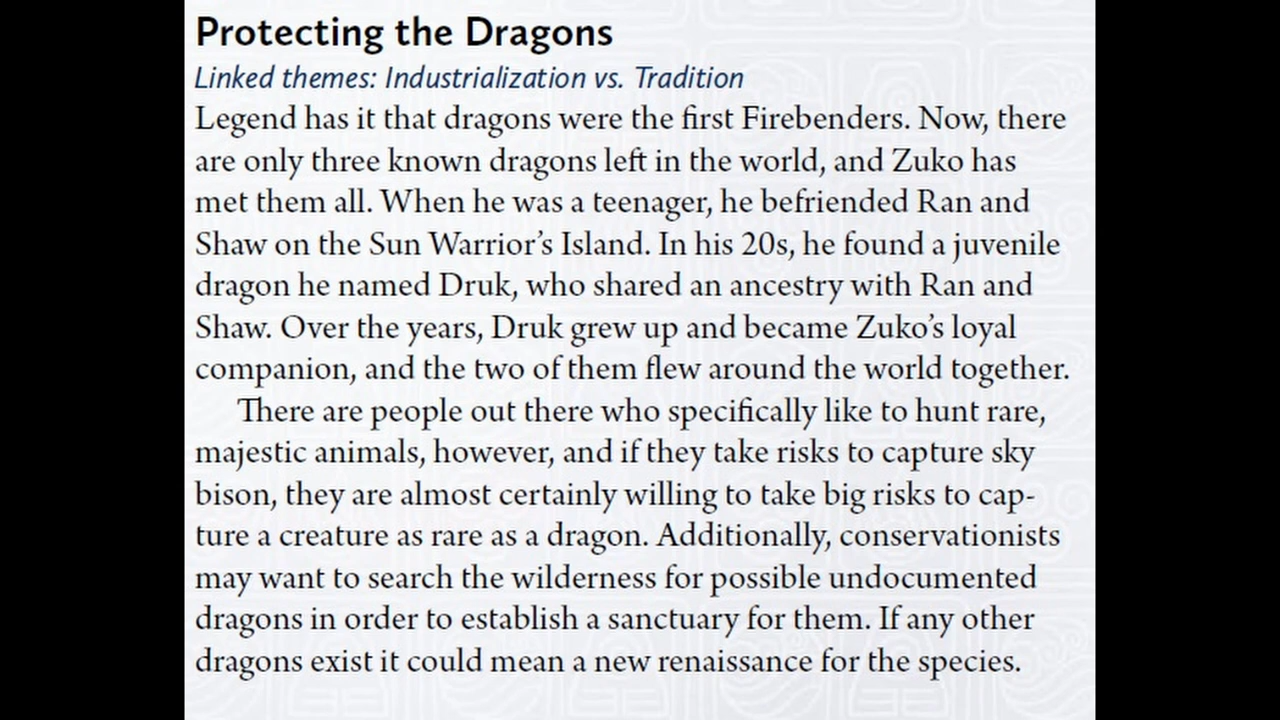 Protecting the Dragons
Linked themes: Industrialization vs. Tradition
Legend has it that dragons were the first Firebenders. Now, there
are only three known dragons left in the world, and Zuko has
met them all. When he was a teenager, he befriended Ran and
Shaw on the Sun Warrior’s Island. In his 20s, he found a juvenile
dragon he named Druk, who shared an ancestry with Ran and
Shaw. Over the years, Druk grew up and became Zuko’s loyal
companion, and the two of them flew around the world together.
There are people out there who specifically like to hunt rare,
majestic animals, however, and if they take risks to capture sky
bison, they are almost certainly willing to take big risks to cap-
ture a creature as rare as a dragon. Additionally, conservationists
may want to search the wilderness for possible undocumented
dragons in order to establish a sanctuary for them. If any other
dragons exist it could mean a new renaissance for the species.